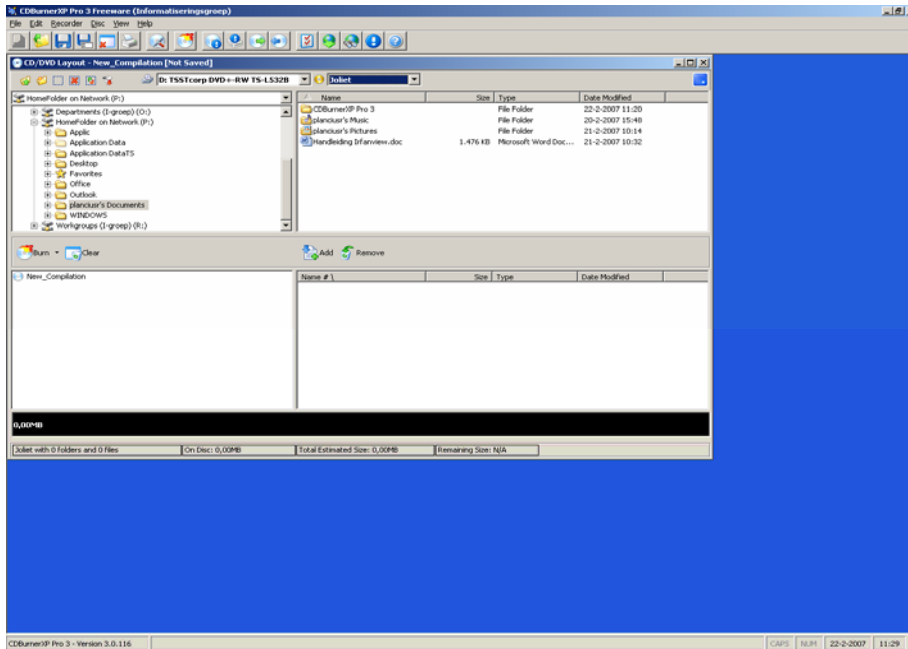 CDBurnerXP Pro 3 Freeware (Informatiseringsgroep)
File Edit Recorder Disc View Help
CD/DVD Layout - New_Compilation [Not Saved]
D: TSSTcorp DVD+-RW TS-L532B Joliet
HomeFolder on Network (P:) Name Size Type Date Modified
Departments (I-groep) (O:) CDBurnerXP Pro 3 File Folder 22-2-2007 11:20
HomeFolder on Network (P:) planciusr's Music File Folder 20-2-2007 15:48
Applic planciusr's Pictures File Folder 21-2-2007 10:14
Application Data Handleiding Irfanview.doc 1.476 KB Microsoft Word Doc... 21-2-2007 10:32
Application DataTS
Desktop
Favorites
Office
Outlook
planciusr's Documents
WINDOWS
Workgroups (I-groep) (R:)
Burn Clear Add Remove
New_Compilation Name # \ Size Type Date Modified
0,00MB
Joliet with 0 folders and 0 files On Disc: 0,00MB Total Estimated Size: 0,00MB Remaining Size: N/A
CDBurnerXP Pro 3 - Version 3.0.116 CAPS NUM 22-2-2007 11:29